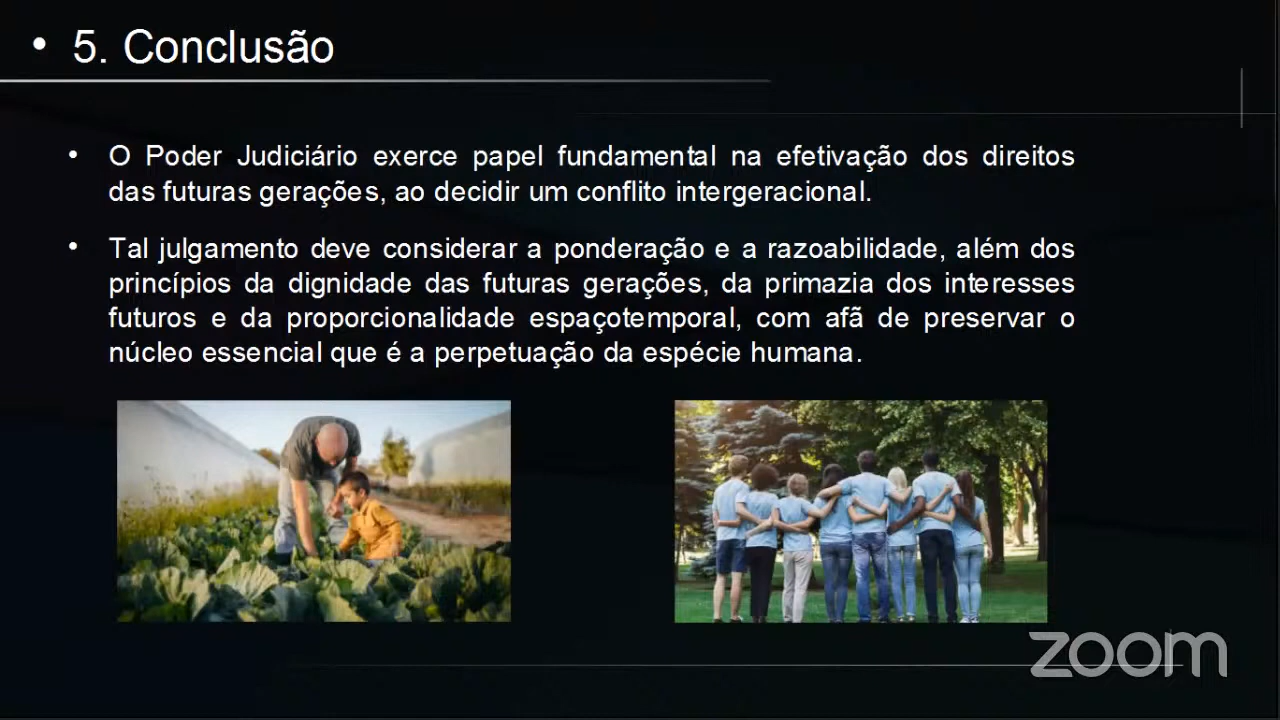 • 5. Conclusão
• O Poder Judiciário exerce papel fundamental na efetivação dos direitos
das futuras gerações, ao decidir um conflito intergeracional.
• Tal julgamento deve considerar a ponderação e a razoabilidade, além dos
princípios da dignidade das futuras gerações, da primazia dos interesses
futuros e da proporcionalidade espaçotemporal, com afã de preservar o
núcleo essencial que é a perpetuação da espécie humana.
zoom